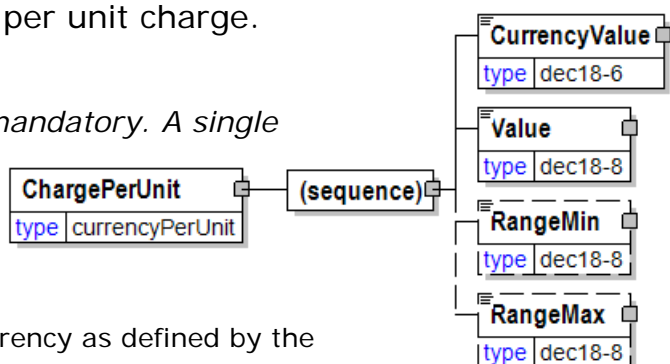 per unit charge.
CurrencyValue
type dec18-6
mandatory. A single
Value
type dec18-8
ChargePerUnit
type currencyPerUnit
(sequence)
RangeMin
type dec18-8
RangeMax
type dec18-8
rency as defined by the